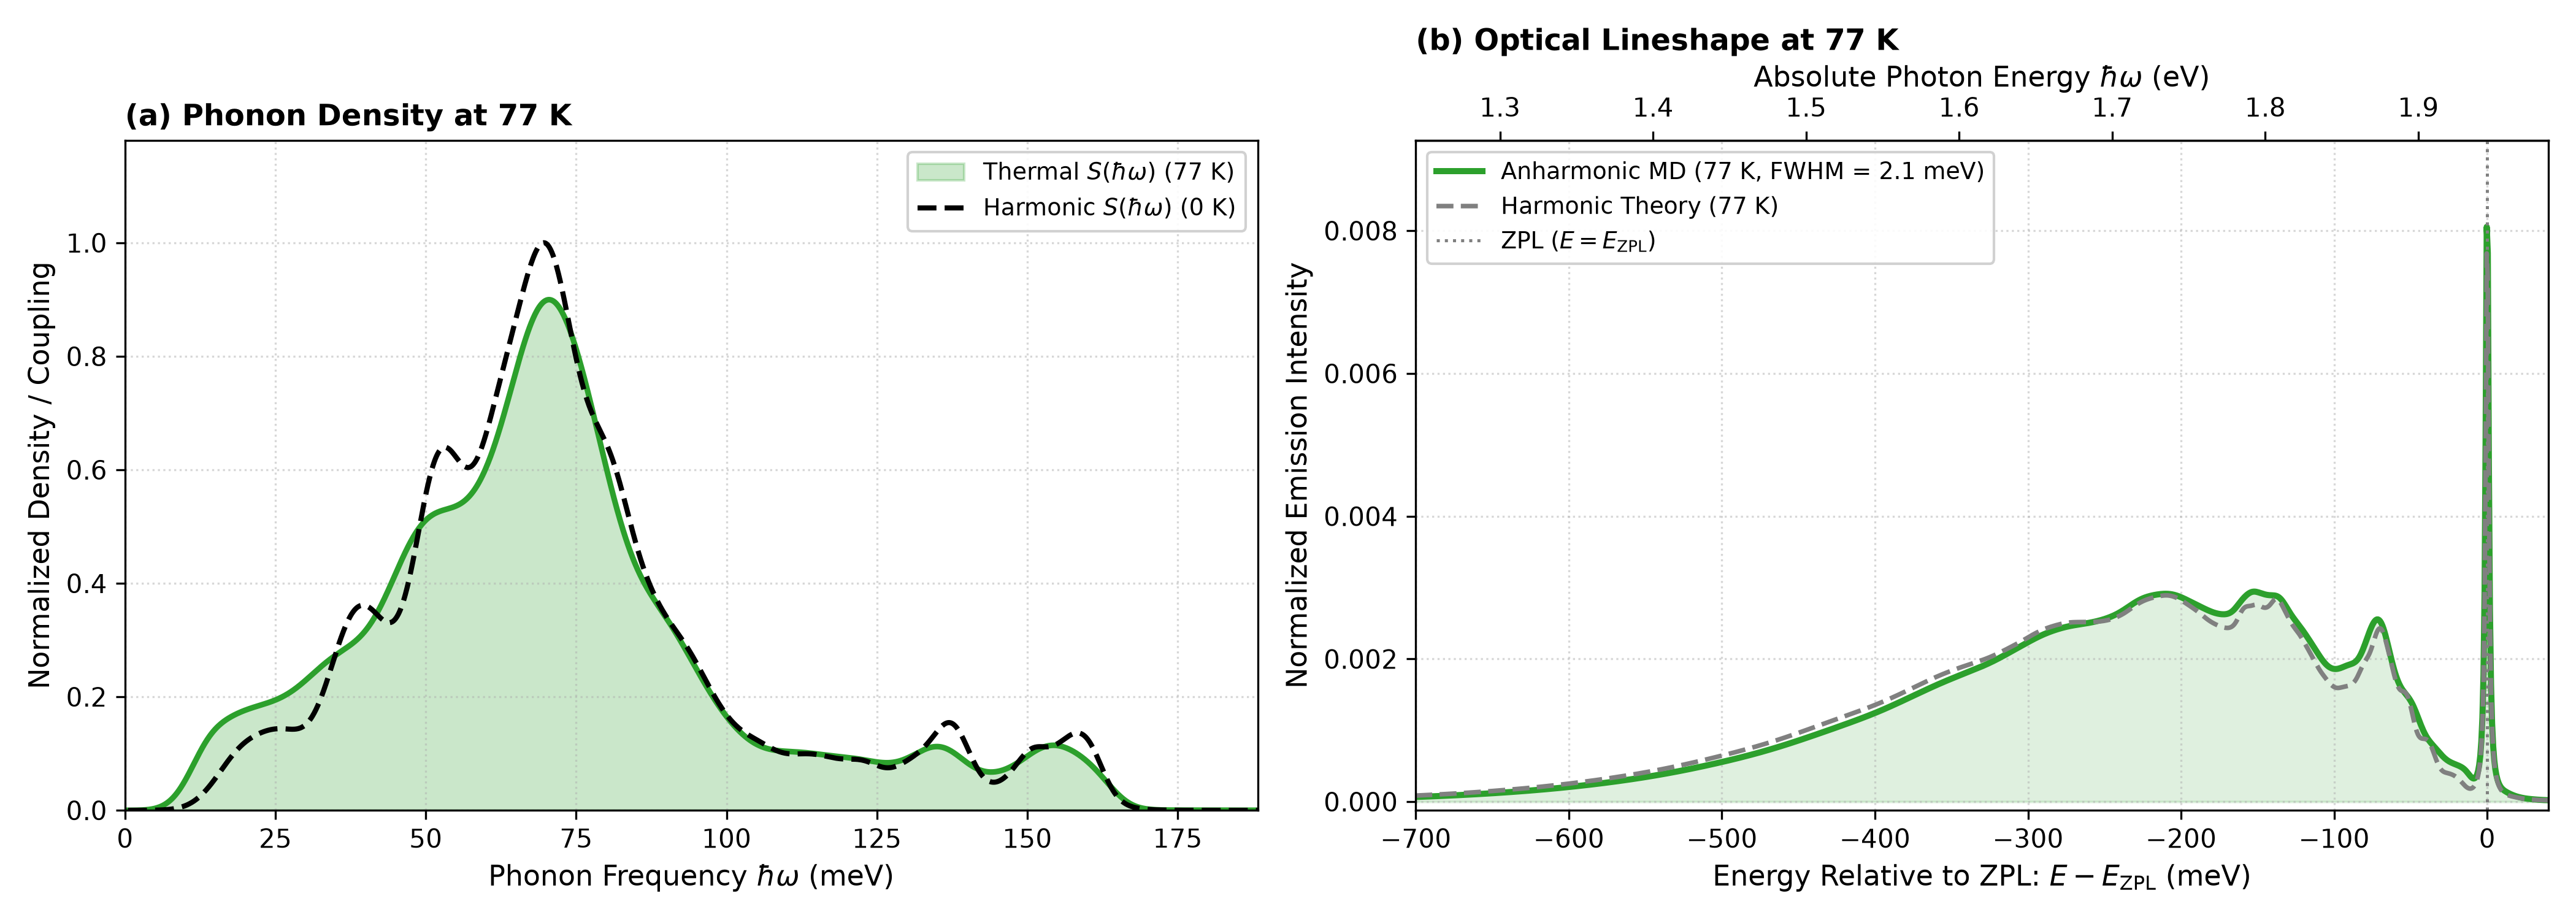 (a) Phonon Density at 77 K
Normalized Density / Coupling
1.0
0.8
0.6
0.4
0.2
0.0
Thermal S(ℏω) (77 K)
Harmonic S(ℏω) (0 K)
0 25 50 75 100 125 150 175
Phonon Frequency ℏω (meV)
(b) Optical Lineshape at 77 K
Absolute Photon Energy ℏω (eV)
1.3 1.4 1.5 1.6 1.7 1.8 1.9
Normalized Emission Intensity
0.008
0.006
0.004
0.002
0.000
Anharmonic MD (77 K, FWHM = 2.1 meV)
Harmonic Theory (77 K)
ZPL (E = E_ZPL)
−700 −600 −500 −400 −300 −200 −100 0
Energy Relative to ZPL: E − E_ZPL (meV)